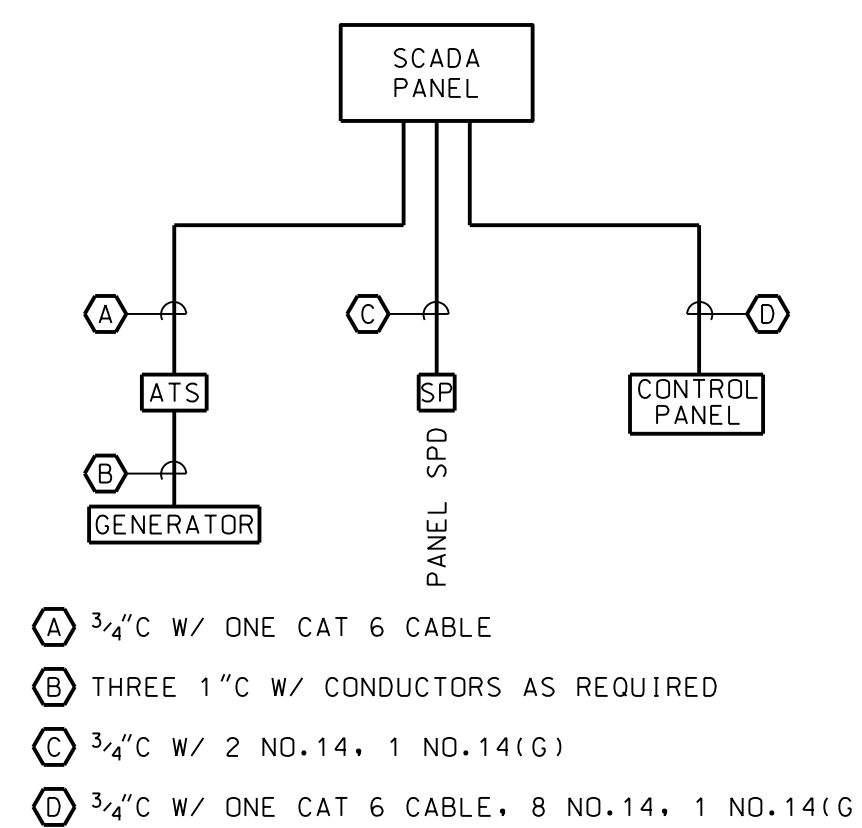 SCADA
PANEL
A
C
D
ATS
SP
CONTROL
PANEL
PANEL SPD
B
GENERATOR
A 3/4"C W/ ONE CAT 6 CABLE
B THREE 1"C W/ CONDUCTORS AS REQUIRED
C 3/4"C W/ 2 NO.14, 1 NO.14(G)
D 3/4"C W/ ONE CAT 6 CABLE, 8 NO.14, 1 NO.14(G